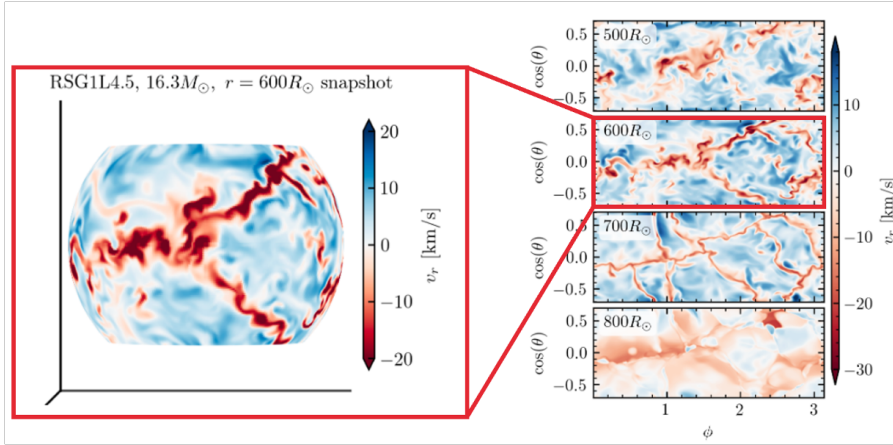 RSG1L4.5, 16.3M☉, r = 600R☉ snapshot
20
10
0
−10
−20
v_r [km/s]
500R☉
cos(θ)
0.5
0.0
−0.5
600R☉
cos(θ)
0.5
0.0
−0.5
700R☉
cos(θ)
0.5
0.0
−0.5
800R☉
cos(θ)
0.5
0.0
−0.5
1
2
3
ϕ
10
0
−10
−20
−30
v_r [km/s]